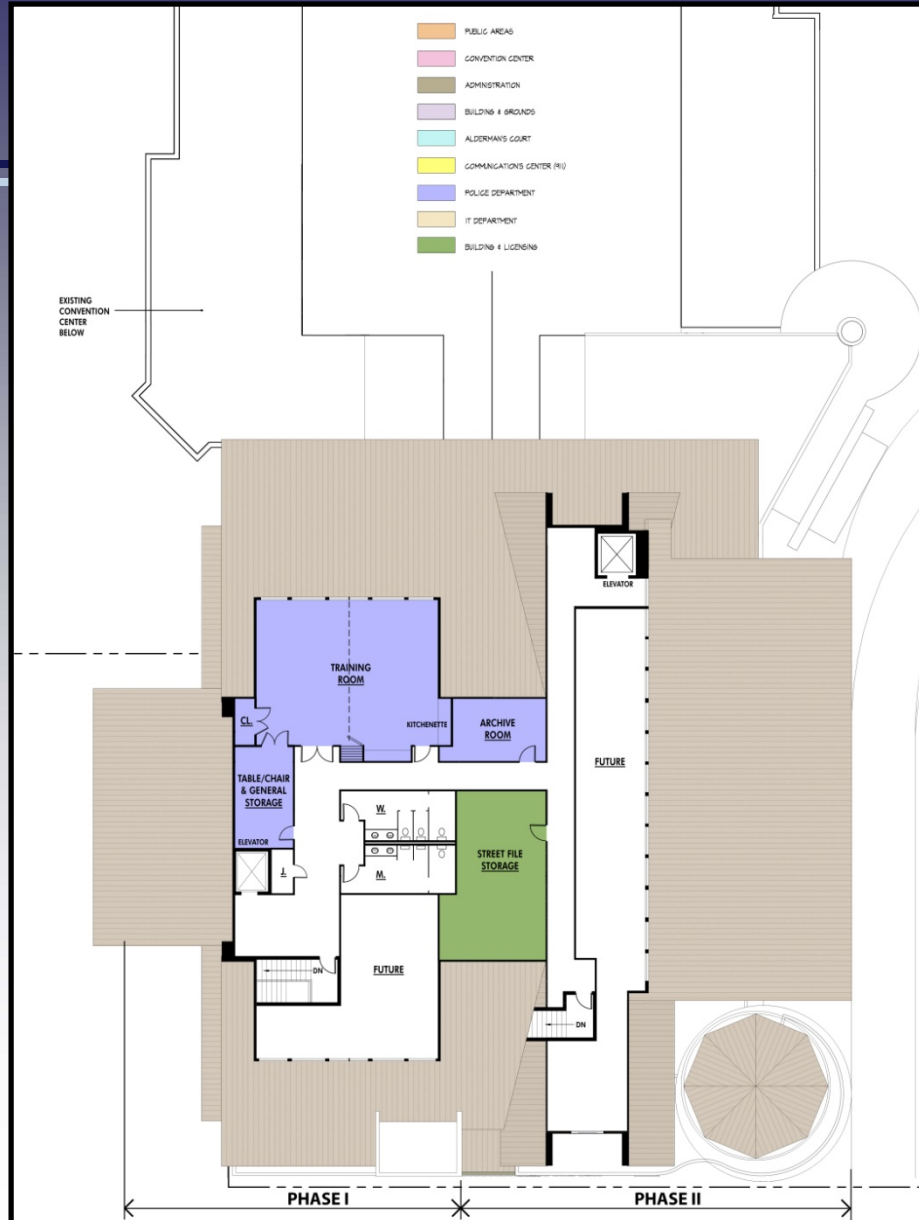 PUBLIC AREAS
CONVENTION CENTER
ADMINISTRATION
BUILDING & GROUNDS
ALDERMAN'S COURT
COMMUNICATION'S CENTER (911)
POLICE DEPARTMENT
IT DEPARTMENT
BUILDING & LICENSING
EXISTING
CONVENTION
CENTER
BELOW
ELEVATOR
TRAINING
ROOM
CL.
KITCHENETTE
ARCHIVE
ROOM
FUTURE
TABLE/CHAIR
& GENERAL
STORAGE
ELEVATOR
W.
J.
M.
STREET FILE
STORAGE
FUTURE
DN
DN
PHASE I
PHASE II